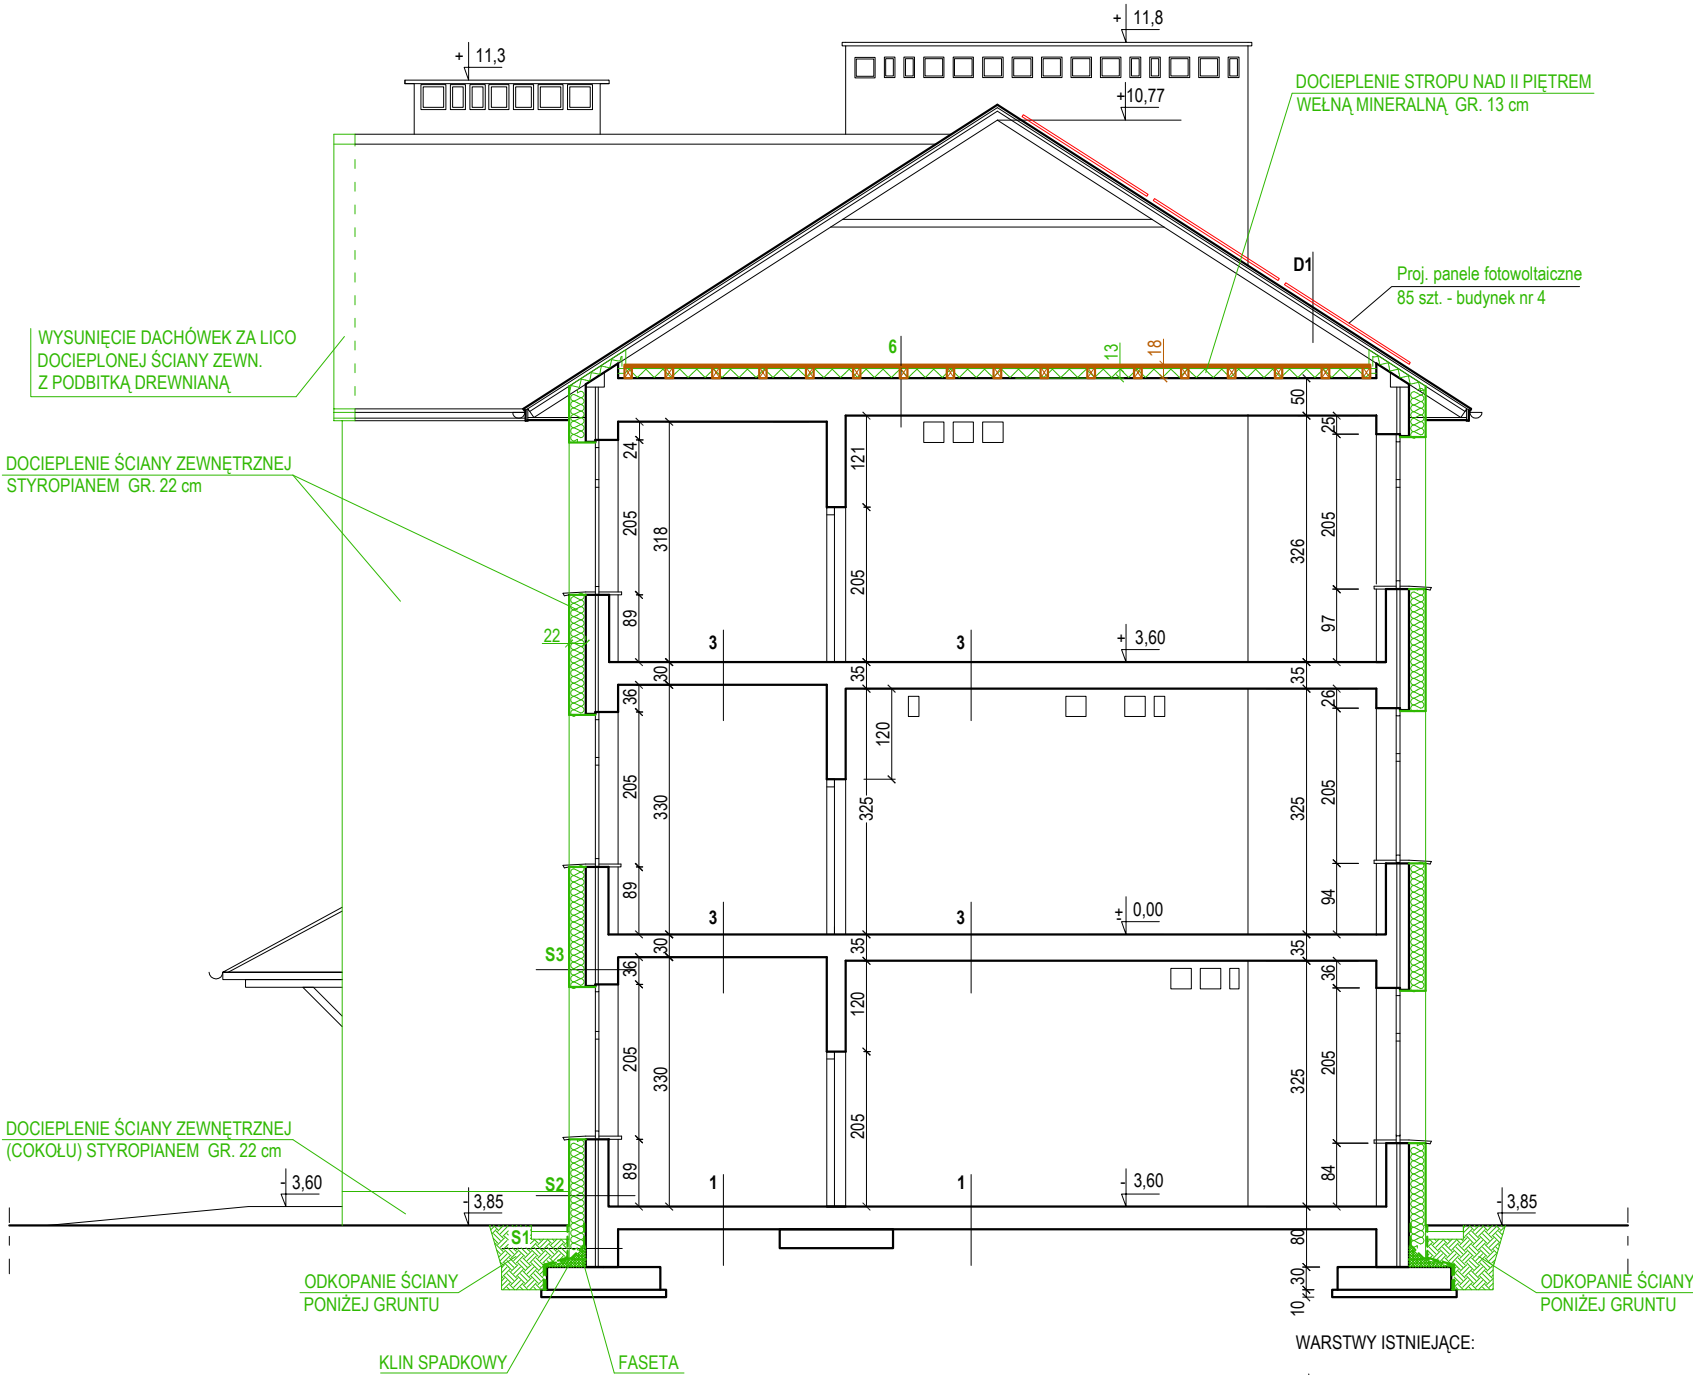 + 11,8
+ 11,3
DOCIEPLENIE STROPU NAD II PIĘTREM
WEŁNĄ MINERALNĄ GR. 13 cm
+10,77
D1
Proj. panele fotowoltaiczne
85 szt. - budynek nr 4
WYSUNIĘCIE DACHÓWEK ZA LICO
DOCIEPLONEJ ŚCIANY ZEWN.
Z PODBITKĄ DREWNIANĄ
6
13
18
50
25
24
121
DOCIEPLENIE ŚCIANY ZEWNĘTRZNEJ
STYROPIANEM GR. 22 cm
205
318
205
326
205
89
97
22
3
3
+ 3,60
30
35
35
36
26
120
205
330
325
325
205
89
94
3
3
± 0,00
S3
30
35
35
36
36
120
205
330
205
325
205
DOCIEPLENIE ŚCIANY ZEWNĘTRZNEJ
(COKOŁU) STYROPIANEM GR. 22 cm
89
84
- 3,60
S2
1
1
- 3,60
- 3,85
- 3,85
S1
80
30
10
ODKOPANIE ŚCIANY
PONIŻEJ GRUNTU
ODKOPANIE ŚCIANY
PONIŻEJ GRUNTU
WARSTWY ISTNIEJĄCE:
KLIN SPADKOWY
FASETA